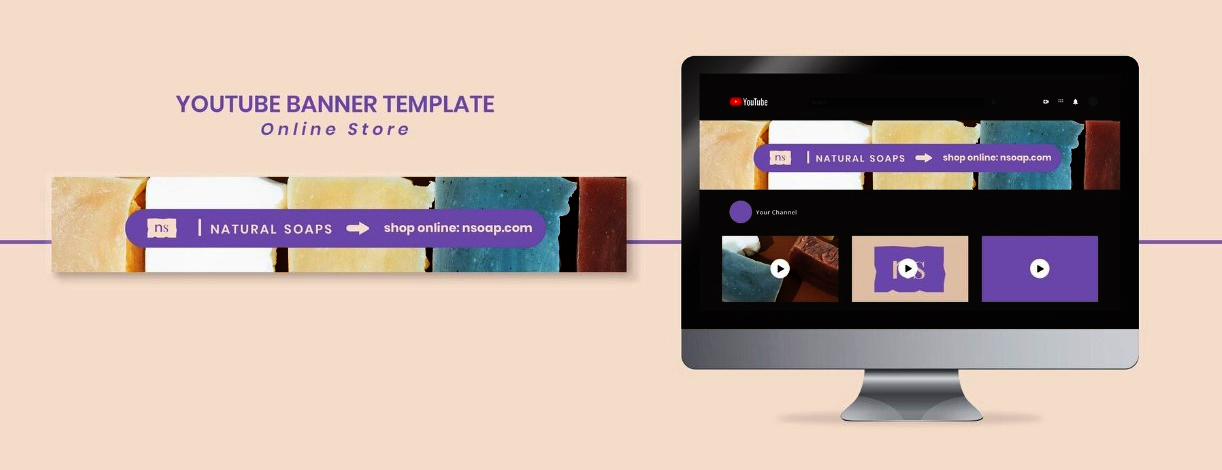 YOUTUBE BANNER TEMPLATE
Online Store
ns | NATURAL SOAPS shop online: nsoap.com
YouTube
ns | NATURAL SOAPS shop online: nsoap.com
Your Channel
ns